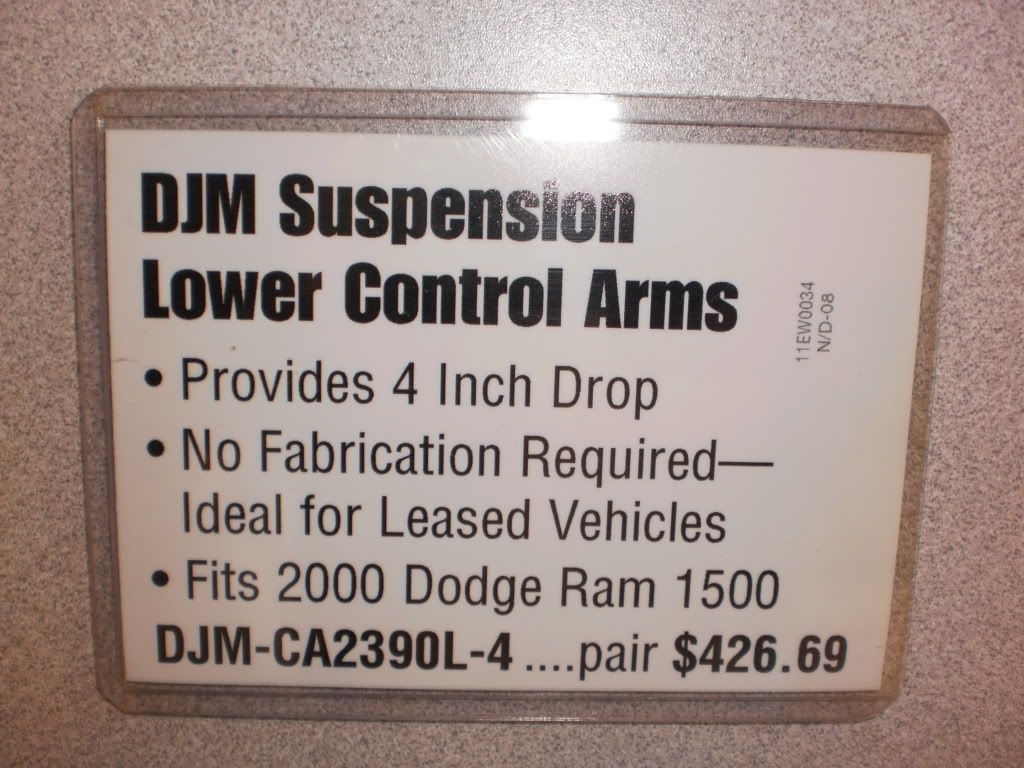 DJM Suspension
Lower Control Arms
11EW0034
N/D-08
• Provides 4 Inch Drop
• No Fabrication Required—
Ideal for Leased Vehicles
• Fits 2000 Dodge Ram 1500
DJM-CA2390L-4 ....pair $426.69